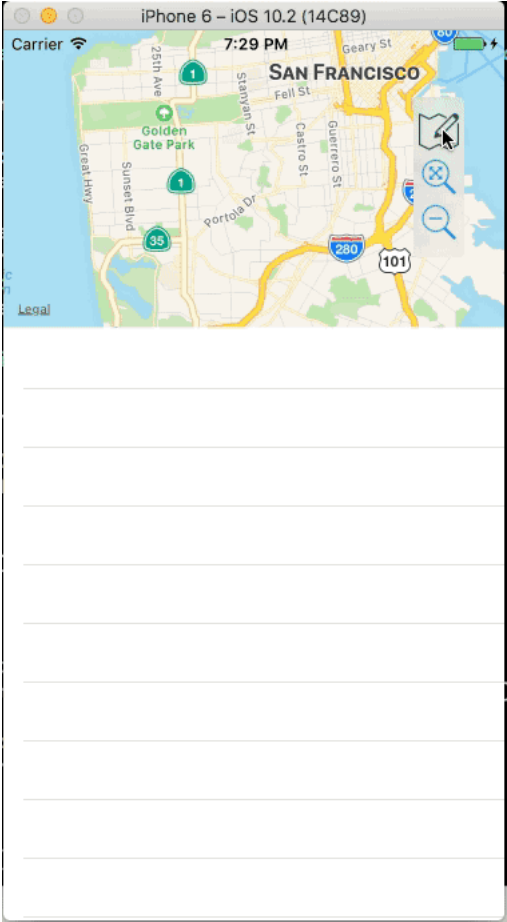 iPhone 6 – iOS 10.2 (14C89)
Carrier 7:29 PM
80
Geary St
25th Ave
1
SAN FRANCISCO
Stanyan St
Fell St
Golden
Gate Park
Castro St
Guerrero St
Great Hwy
Sunset Blvd
1
Portola Dr
35
280
101
Legal